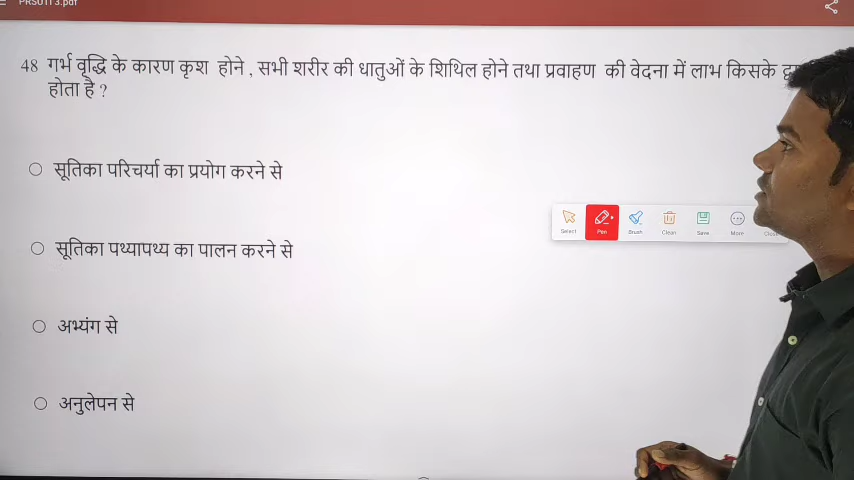 PRSUTI 3.pdf
48 गर्भ वृद्धि के कारण कृश होने , सभी शरीर की धातुओं के शिथिल होने तथा प्रवाहण की वेदना में लाभ किसके
होता है ?
सूतिका परिचर्या का प्रयोग करने से
सूतिका पथ्यापथ्य का पालन करने से
Select Pen Brush Clean Save More
अभ्यंग से
अनुलेपन से